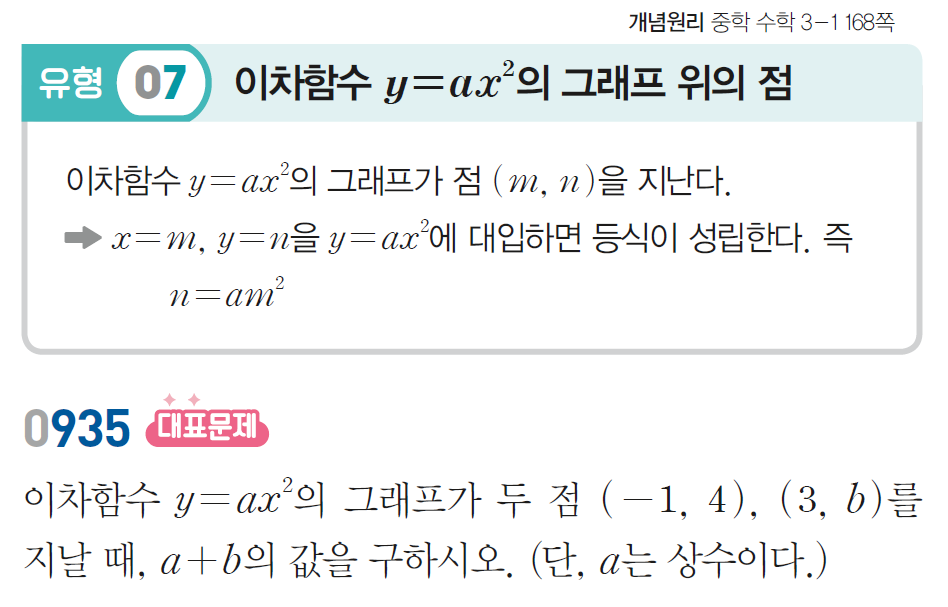 개념원리 중학 수학 3-1 168쪽
유형 07 이차함수 y=ax²의 그래프 위의 점
이차함수 y=ax²의 그래프가 점 (m, n)을 지난다.
➡ x=m, y=n을 y=ax²에 대입하면 등식이 성립한다. 즉
n=am²
0935 대표문제
이차함수 y=ax²의 그래프가 두 점 (-1, 4), (3, b)를
지날 때, a+b의 값을 구하시오. (단, a는 상수이다.)